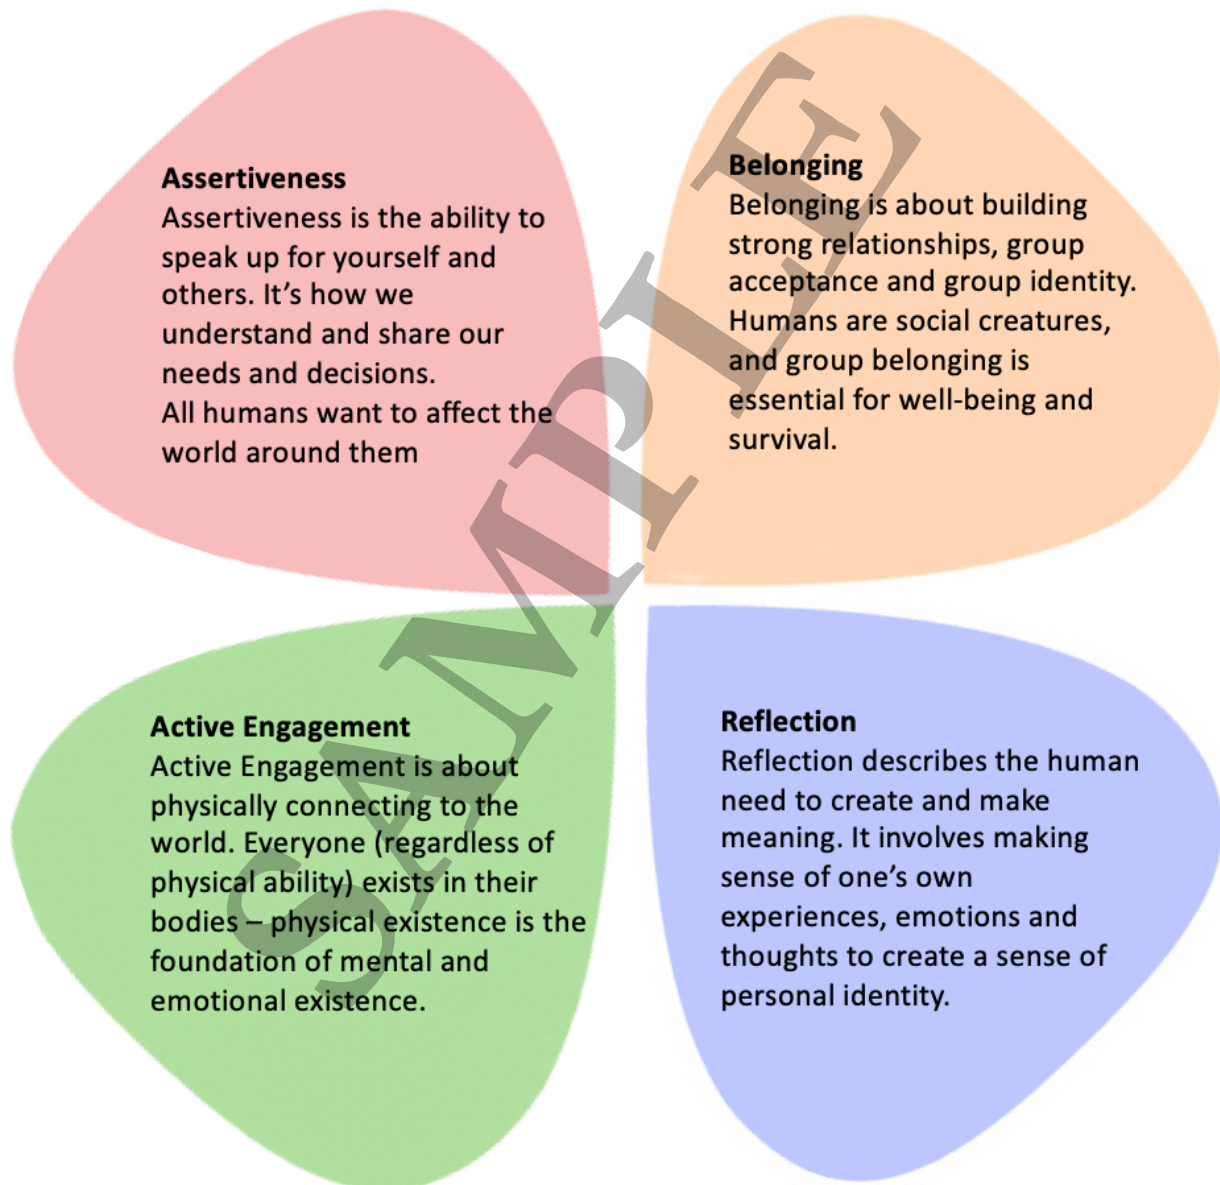 Assertiveness
Assertiveness is the ability to
speak up for yourself and
others. It’s how we
understand and share our
needs and decisions.
All humans want to affect the
world around them
Belonging
Belonging is about building
strong relationships, group
acceptance and group identity.
Humans are social creatures,
and group belonging is
essential for well-being and
survival.
Active Engagement
Active Engagement is about
physically connecting to the
world. Everyone (regardless of
physical ability) exists in their
bodies – physical existence is the
foundation of mental and
emotional existence.
Reflection
Reflection describes the human
need to create and make
meaning. It involves making
sense of one’s own
experiences, emotions and
thoughts to create a sense of
personal identity.
SAMPLE